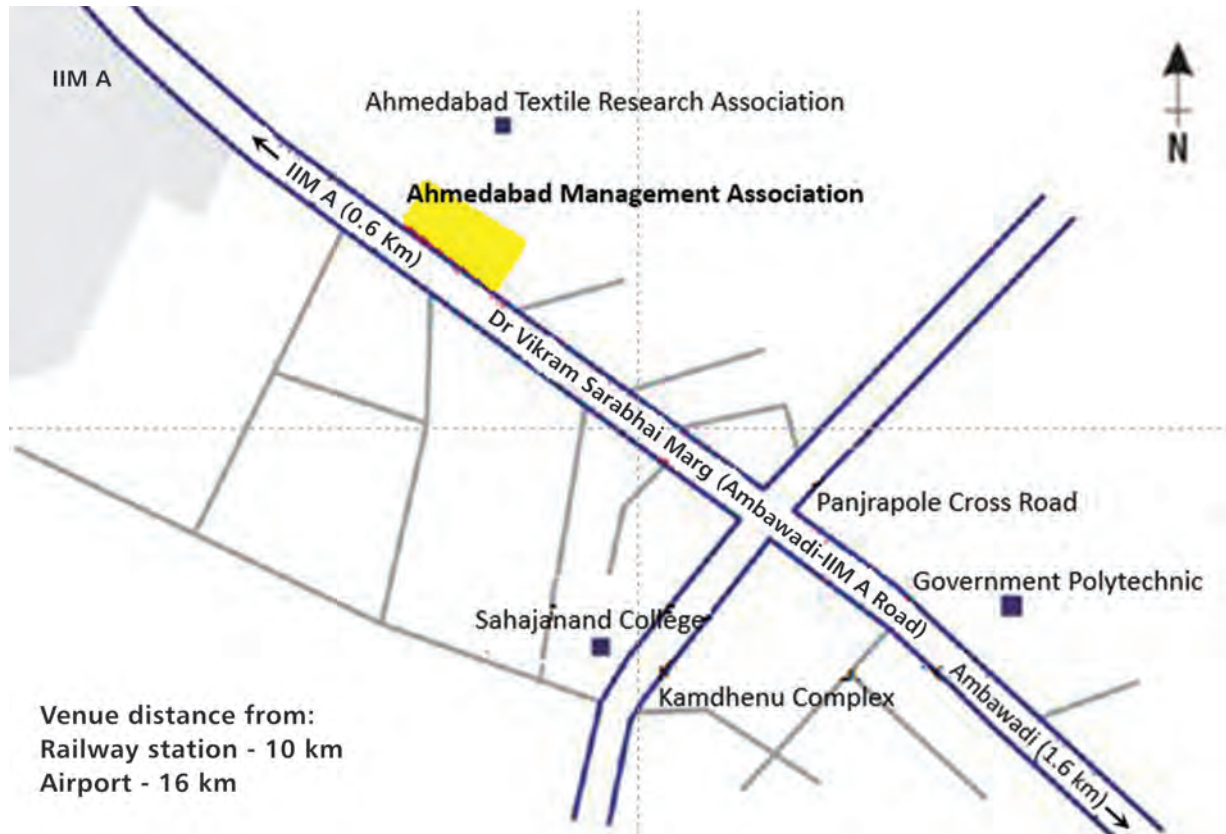 IIM A
Ahmedabad Textile Research Association
N
IIM A (0.6 Km)
Ahmedabad Management Association
Dr Vikram Sarabhai Marg (Ambawadi-IIM A Road)
Panjrapole Cross Road
Government Polytechnic
Sahajanand College
Kamdhenu Complex
Ambawadi (1.6 km)
Venue distance from:
Railway station - 10 km
Airport - 16 km